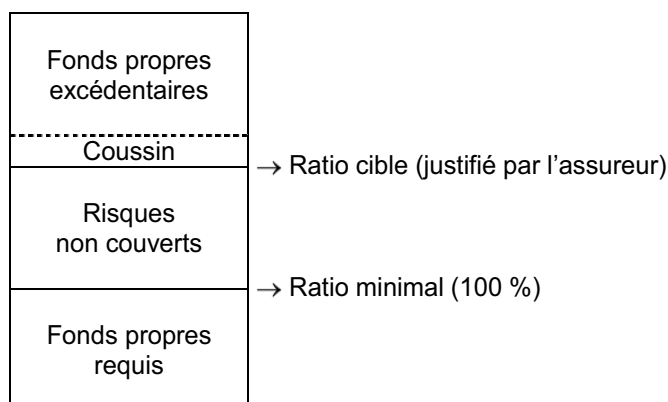 Fonds propres
excédentaires
Coussin
→ Ratio cible (justifié par l’assureur)
Risques
non couverts
→ Ratio minimal (100 %)
Fonds propres
requis